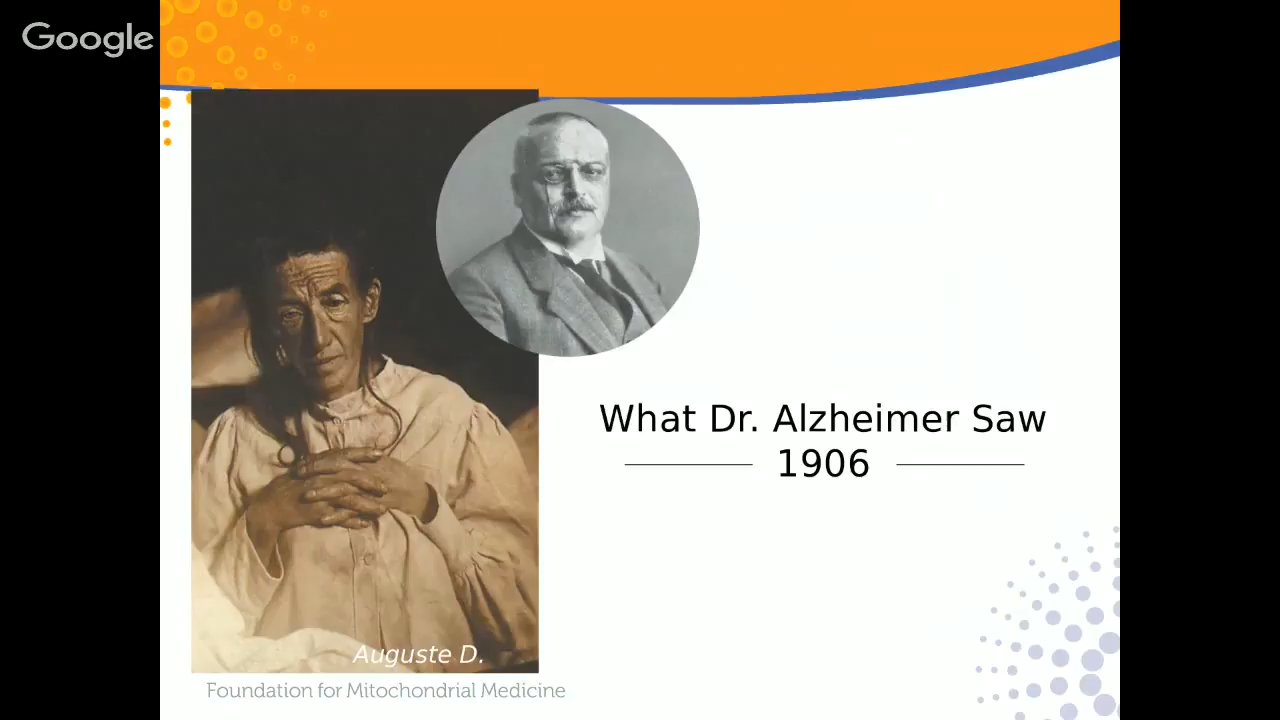 Google
What Dr. Alzheimer Saw
1906
Auguste D.
Foundation for Mitochondrial Medicine